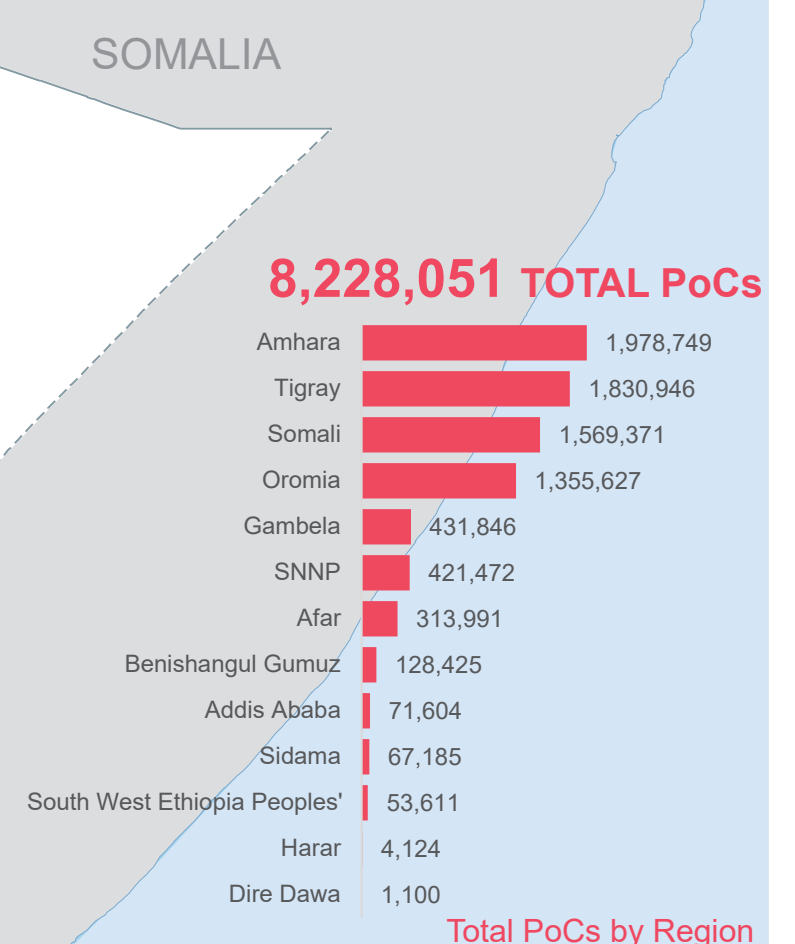 SOMALIA
8,228,051 TOTAL PoCs
Amhara 1,978,749
Tigray 1,830,946
Somali 1,569,371
Oromia 1,355,627
Gambela 431,846
SNNP 421,472
Afar 313,991
Benishangul Gumuz 128,425
Addis Ababa 71,604
Sidama 67,185
South West Ethiopia Peoples' 53,611
Harar 4,124
Dire Dawa 1,100
Total PoCs by Region